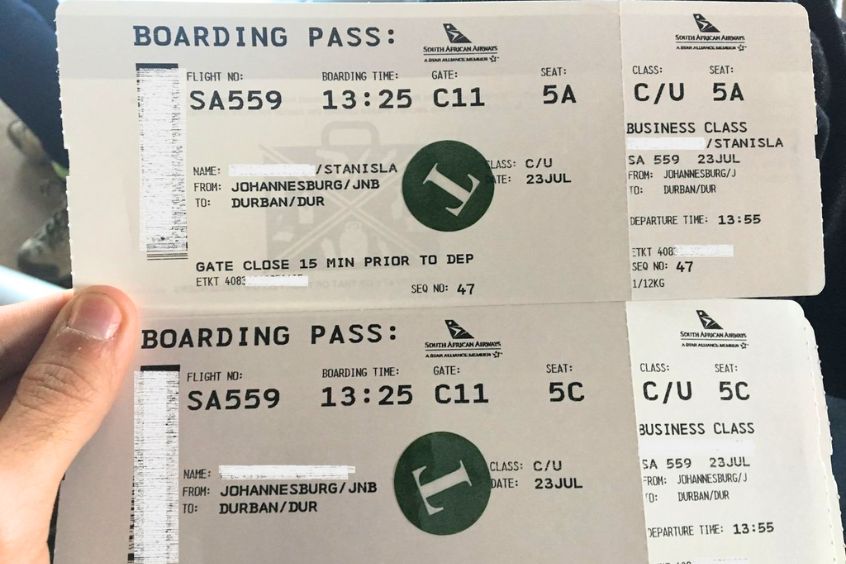 BOARDING PASS:
SOUTH AFRICAN AIRWAYS
A STAR ALLIANCE MEMBER
FLIGHT NO: BOARDING TIME: GATE: SEAT:
SA559 13:25 C11 5A
NAME: /STANISLA CLASS: C/U
FROM: JOHANNESBURG/JNB DATE: 23JUL
TO: DURBAN/DUR
T
GATE CLOSE 15 MIN PRIOR TO DEP
ETKT 4083
SEQ NO: 47
SOUTH AFRICAN AIRWAYS
A STAR ALLIANCE MEMBER
CLASS: SEAT:
C/U 5A
BUSINESS CLASS
/STANISLA
SA 559 23JUL
FROM: JOHANNESBURG/J
TO: DURBAN/DUR
DEPARTURE TIME: 13:55
ETKT 408
SEQ NO: 47
1/12KG
BOARDING PASS:
SOUTH AFRICAN AIRWAYS
A STAR ALLIANCE MEMBER
FLIGHT NO: BOARDING TIME: GATE: SEAT:
SA559 13:25 C11 5C
NAME: CLASS: C/U
FROM: JOHANNESBURG/JNB DATE: 23JUL
TO: DURBAN/DUR
T
SOUTH AFRICAN AIRWAYS
A STAR ALLIANCE MEMBER
CLASS: SEAT:
C/U 5C
BUSINESS CLASS
SA 559 23JUL
FROM: JOHANNESBURG/J
TO: DURBAN/DUR
DEPARTURE TIME: 13:55